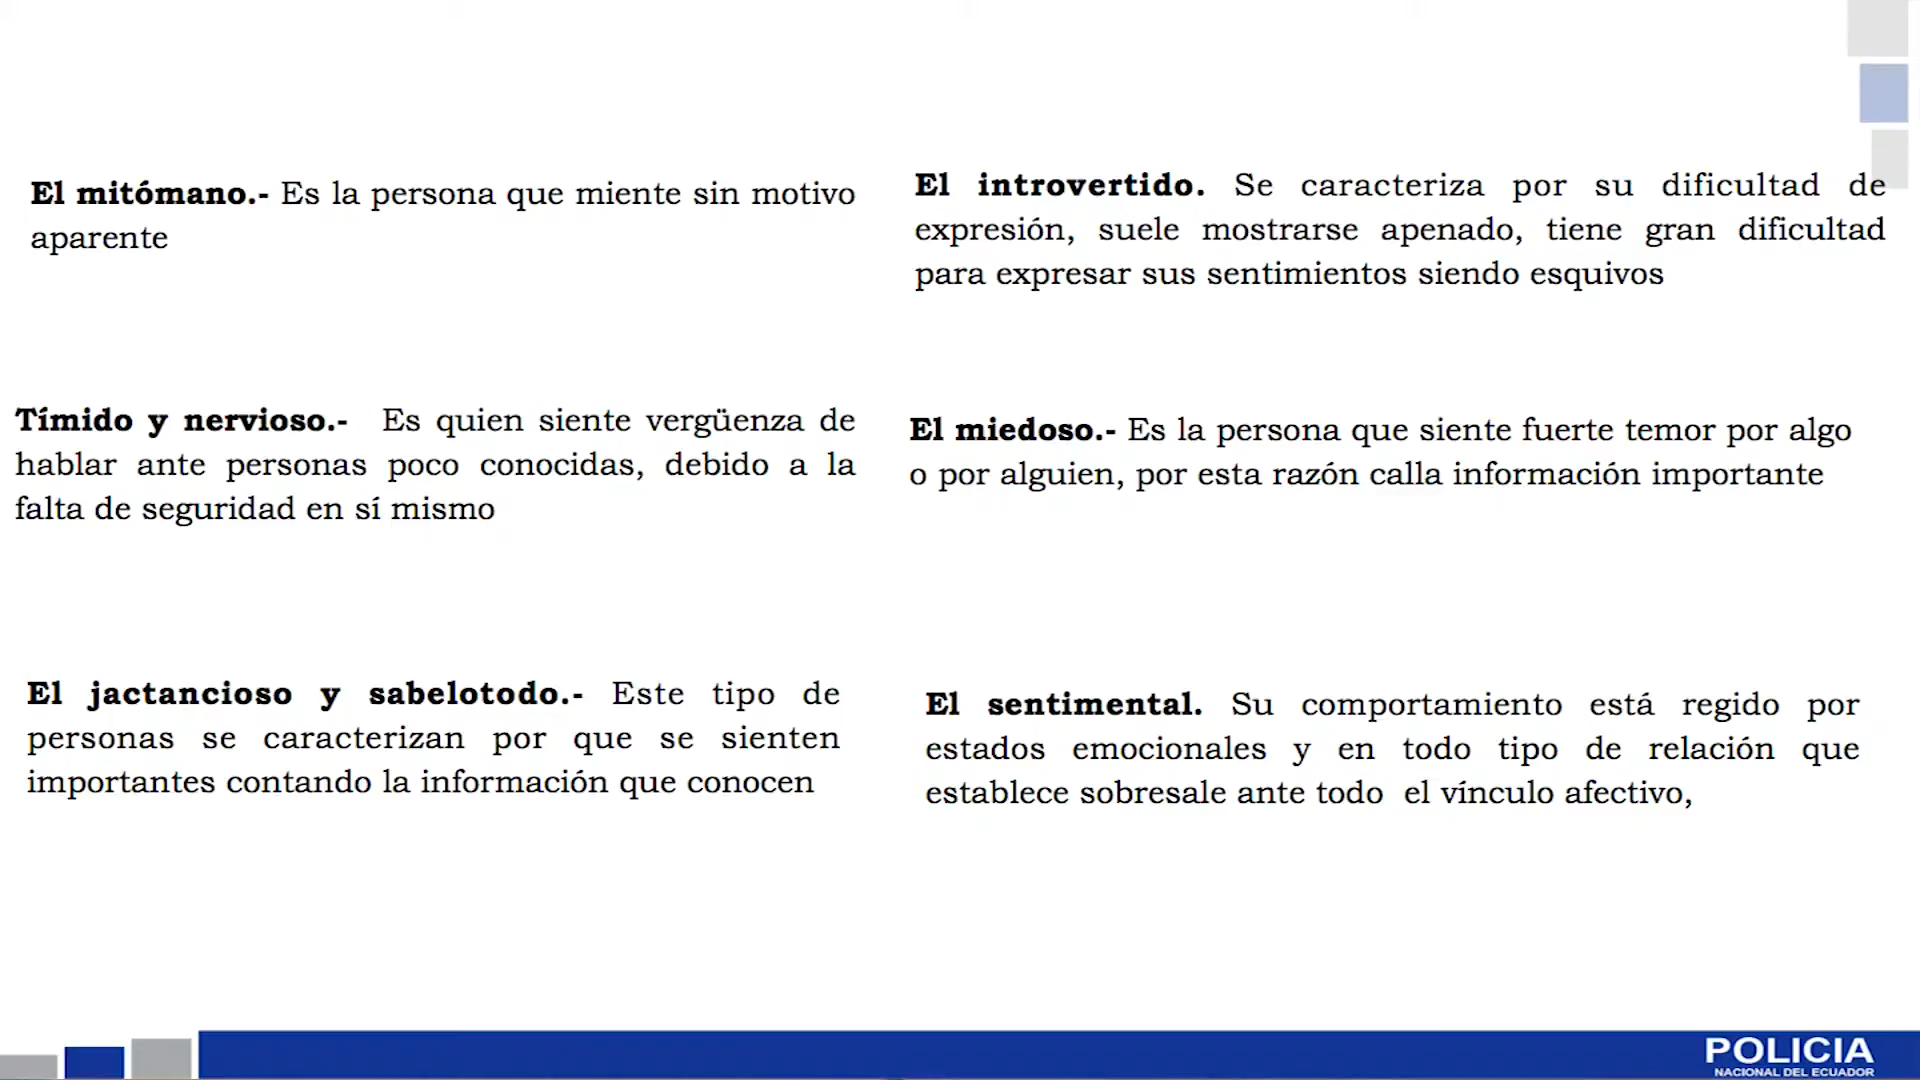 El mitómano.- Es la persona que miente sin motivo
aparente
El introvertido. Se caracteriza por su dificultad de
expresión, suele mostrarse apenado, tiene gran dificultad
para expresar sus sentimientos siendo esquivos
Tímido y nervioso.- Es quien siente vergüenza de
hablar ante personas poco conocidas, debido a la
falta de seguridad en sí mismo
El miedoso.- Es la persona que siente fuerte temor por algo
o por alguien, por esta razón calla información importante
El jactancioso y sabelotodo.- Este tipo de
personas se caracterizan por que se sienten
importantes contando la información que conocen
El sentimental. Su comportamiento está regido por
estados emocionales y en todo tipo de relación que
establece sobresale ante todo el vínculo afectivo,
POLICIA
NACIONAL DEL ECUADOR